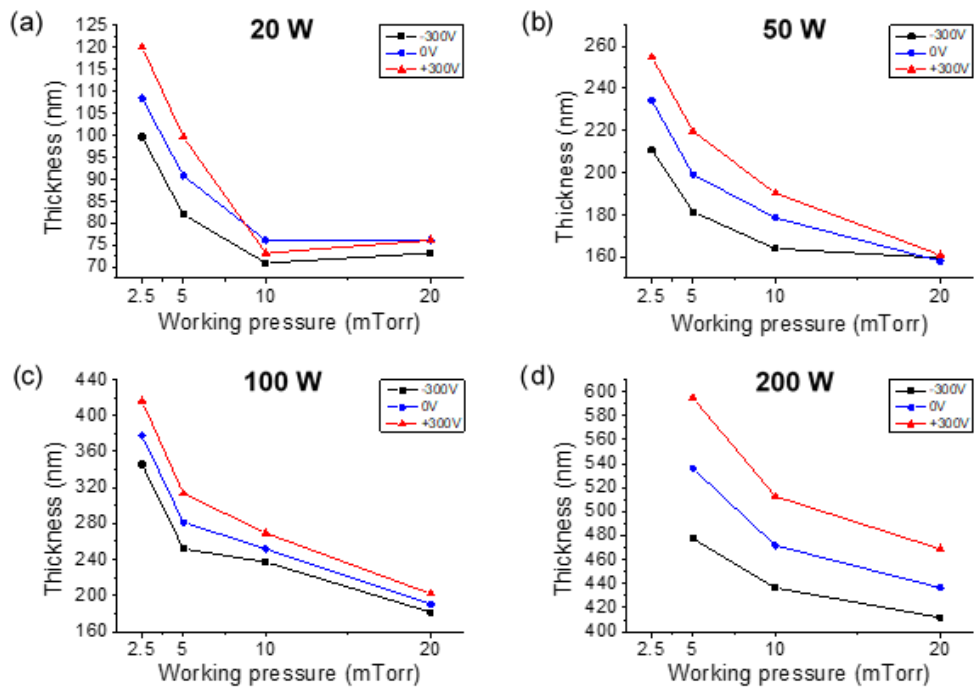 (a)
20 W
-300V
0V
+300V
Thickness (nm)
125
120
115
110
105
100
95
90
85
80
75
70
2.5
5
10
20
Working pressure (mTorr)
(b)
50 W
-300V
0V
+300V
Thickness (nm)
260
240
220
200
180
160
2.5
5
10
20
Working pressure (mTorr)
(c)
100 W
-300V
0V
+300V
Thickness (nm)
440
400
360
320
280
240
200
160
2.5
5
10
20
Working pressure (mTorr)
(d)
200 W
-300V
0V
+300V
Thickness (nm)
600
580
560
540
520
500
480
460
440
420
400
2.5
5
10
20
Working pressure (mTorr)